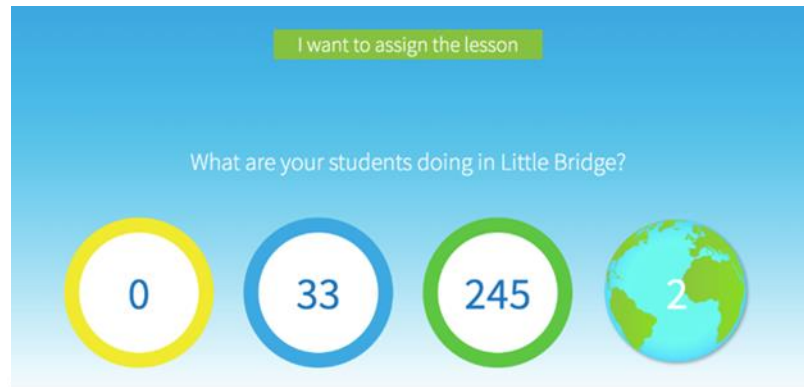 I want to assign the lesson
What are your students doing in Little Bridge?
0 33 245 2